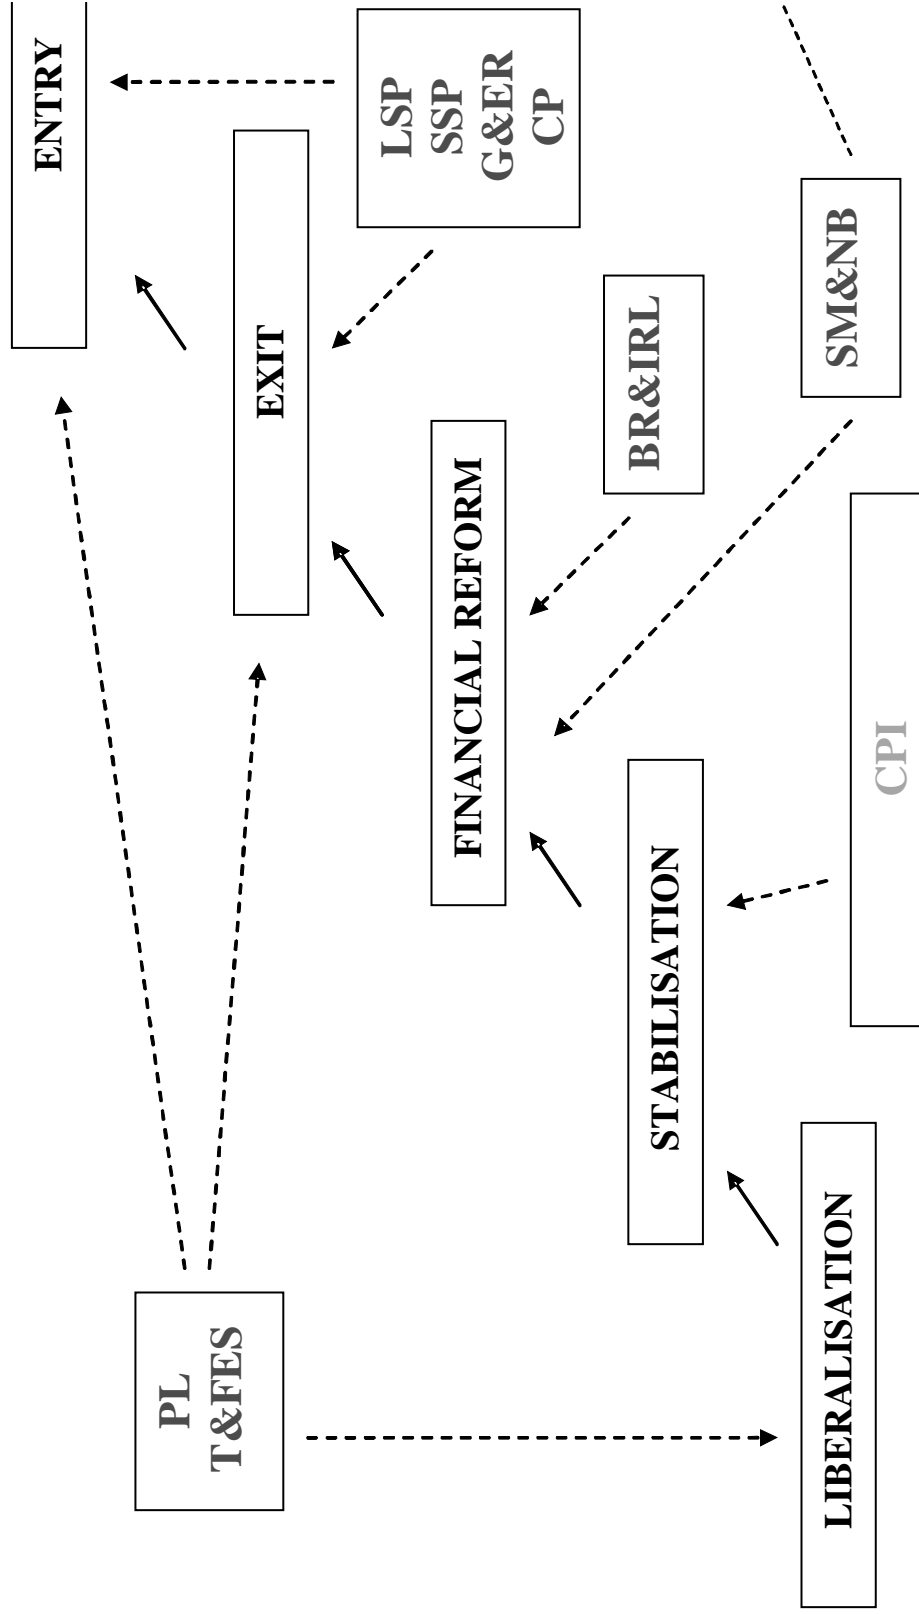 PL
T&FES
ENTRY
EXIT
LSP
SSP
G&ER
CP
FINANCIAL REFORM
BR&IRL
STABILISATION
SM&NB
LIBERALISATION
CPI